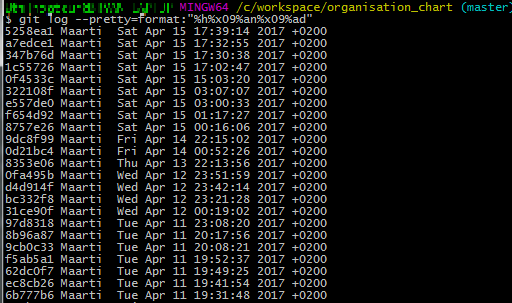 MINGW64 /c/workspace/organisation_chart (master)
$ git log --pretty=format:"%h%x09%an%x09%ad"
5258ea1 Maarti  Sat Apr 15 17:39:14 2017 +0200
a7edce1 Maarti  Sat Apr 15 17:32:55 2017 +0200
347b76d Maarti  Sat Apr 15 17:30:38 2017 +0200
1c55726 Maarti  Sat Apr 15 17:02:47 2017 +0200
0f4533c Maarti  Sat Apr 15 15:03:20 2017 +0200
322108f Maarti  Sat Apr 15 03:07:07 2017 +0200
e557de0 Maarti  Sat Apr 15 03:00:33 2017 +0200
f654d92 Maarti  Sat Apr 15 01:17:27 2017 +0200
8757e26 Maarti  Sat Apr 15 00:16:06 2017 +0200
9dc8f99 Maarti  Fri Apr 14 22:15:02 2017 +0200
0d21bc4 Maarti  Fri Apr 14 00:52:26 2017 +0200
8353e06 Maarti  Thu Apr 13 22:13:56 2017 +0200
0fa495b Maarti  Wed Apr 12 23:51:59 2017 +0200
d4d914f Maarti  Wed Apr 12 23:42:14 2017 +0200
bc332f8 Maarti  Wed Apr 12 23:21:28 2017 +0200
31ce90f Maarti  Wed Apr 12 00:19:02 2017 +0200
97d8318 Maarti  Tue Apr 11 23:08:20 2017 +0200
8b96a87 Maarti  Tue Apr 11 20:17:56 2017 +0200
9cb0c33 Maarti  Tue Apr 11 20:08:21 2017 +0200
f5ab5a1 Maarti  Tue Apr 11 19:52:37 2017 +0200
62dc0f7 Maarti  Tue Apr 11 19:49:25 2017 +0200
ec8cb26 Maarti  Tue Apr 11 19:41:54 2017 +0200
6b777b6 Maarti  Tue Apr 11 19:31:48 2017 +0200